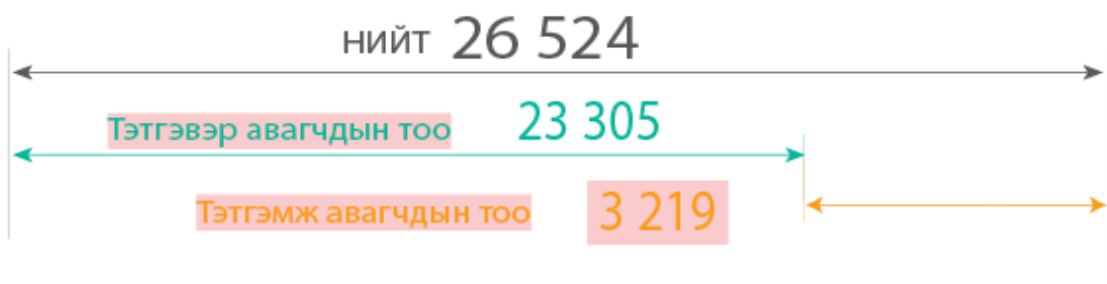 нийт 26 524
Тэтгэвэр авагчдын тоо 23 305
Тэтгэмж авагчдын тоо 3 219